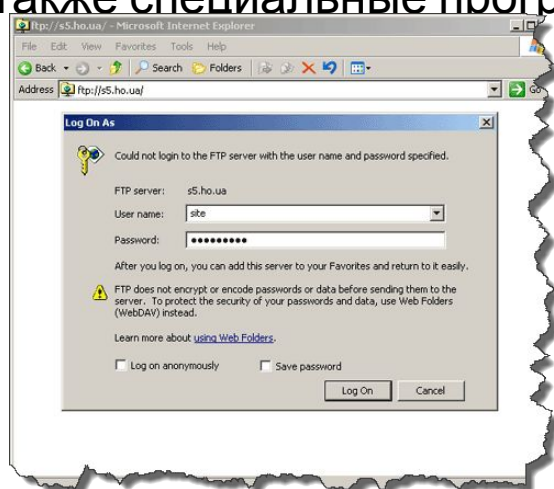 также специальные прогр
ftp://s5.ho.ua/ - Microsoft Internet Explorer
File Edit View Favorites Tools Help
Back Search Folders
Address ftp://s5.ho.ua/ Go
Log On As
Could not login to the FTP server with the user name and password specified.
FTP server: s5.ho.ua
User name: site
Password: •••••••••
After you log on, you can add this server to your Favorites and return to it easily.
FTP does not encrypt or encode passwords or data before sending them to the
server. To protect the security of your passwords and data, use Web Folders
(WebDAV) instead.
Learn more about using Web Folders.
Log on anonymously Save password
Log On Cancel